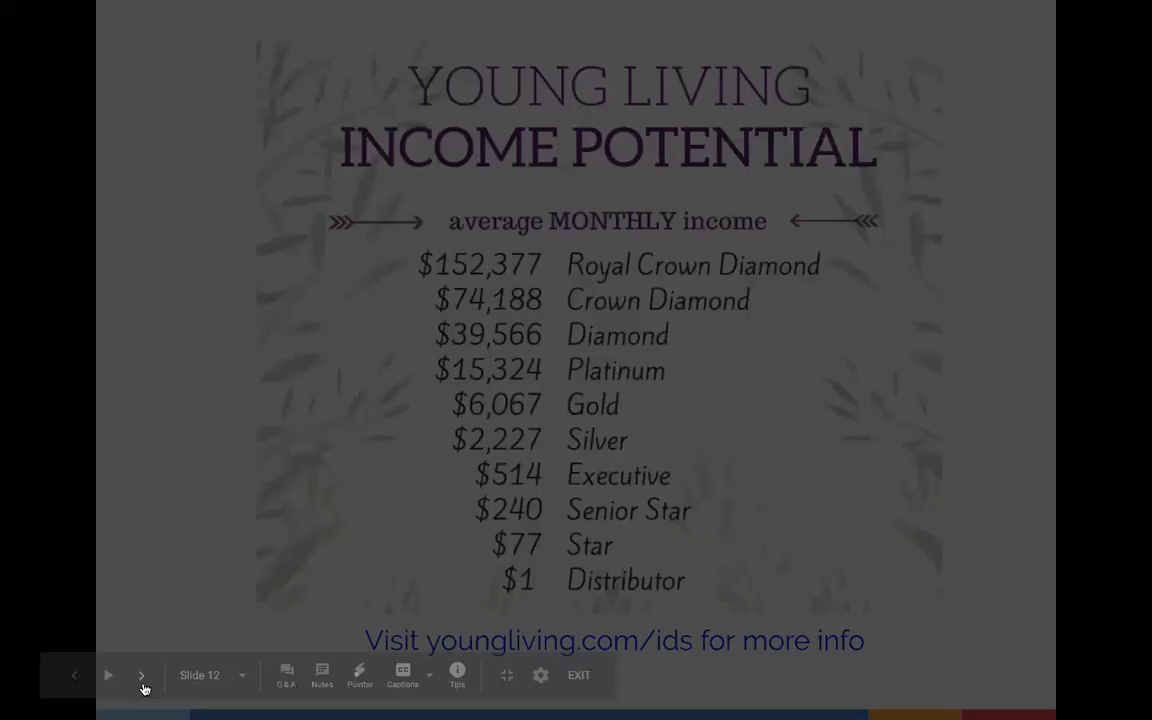 YOUNG LIVING
INCOME POTENTIAL
average MONTHLY income
$152,377 Royal Crown Diamond
$74,188 Crown Diamond
$39,566 Diamond
$15,324 Platinum
$6,067 Gold
$2,227 Silver
$514 Executive
$240 Senior Star
$77 Star
$1 Distributor
Visit youngliving.com/ids for more info
Slide 12 Q & A Notes Pointer CC Captions Tips EXIT